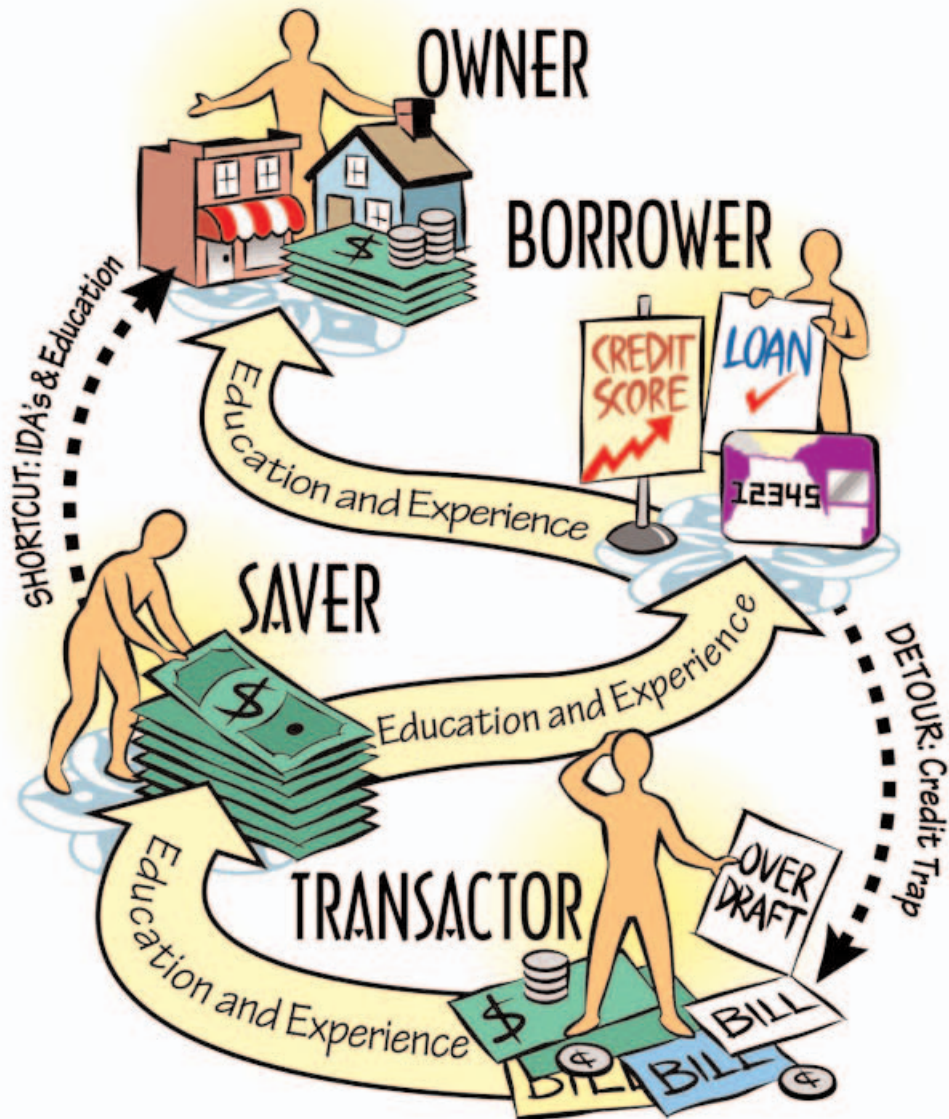 OWNER
BORROWER
SHORTCUT: IDA's & Education
$
CREDIT
SCORE
LOAN
12345
Education and Experience
SAVER
$
Education and Experience
DETOUR: Credit Trap
TRANSACTOR
OVER
DRAFT
Education and Experience
$
BILL
¢
BILL
BILL
¢